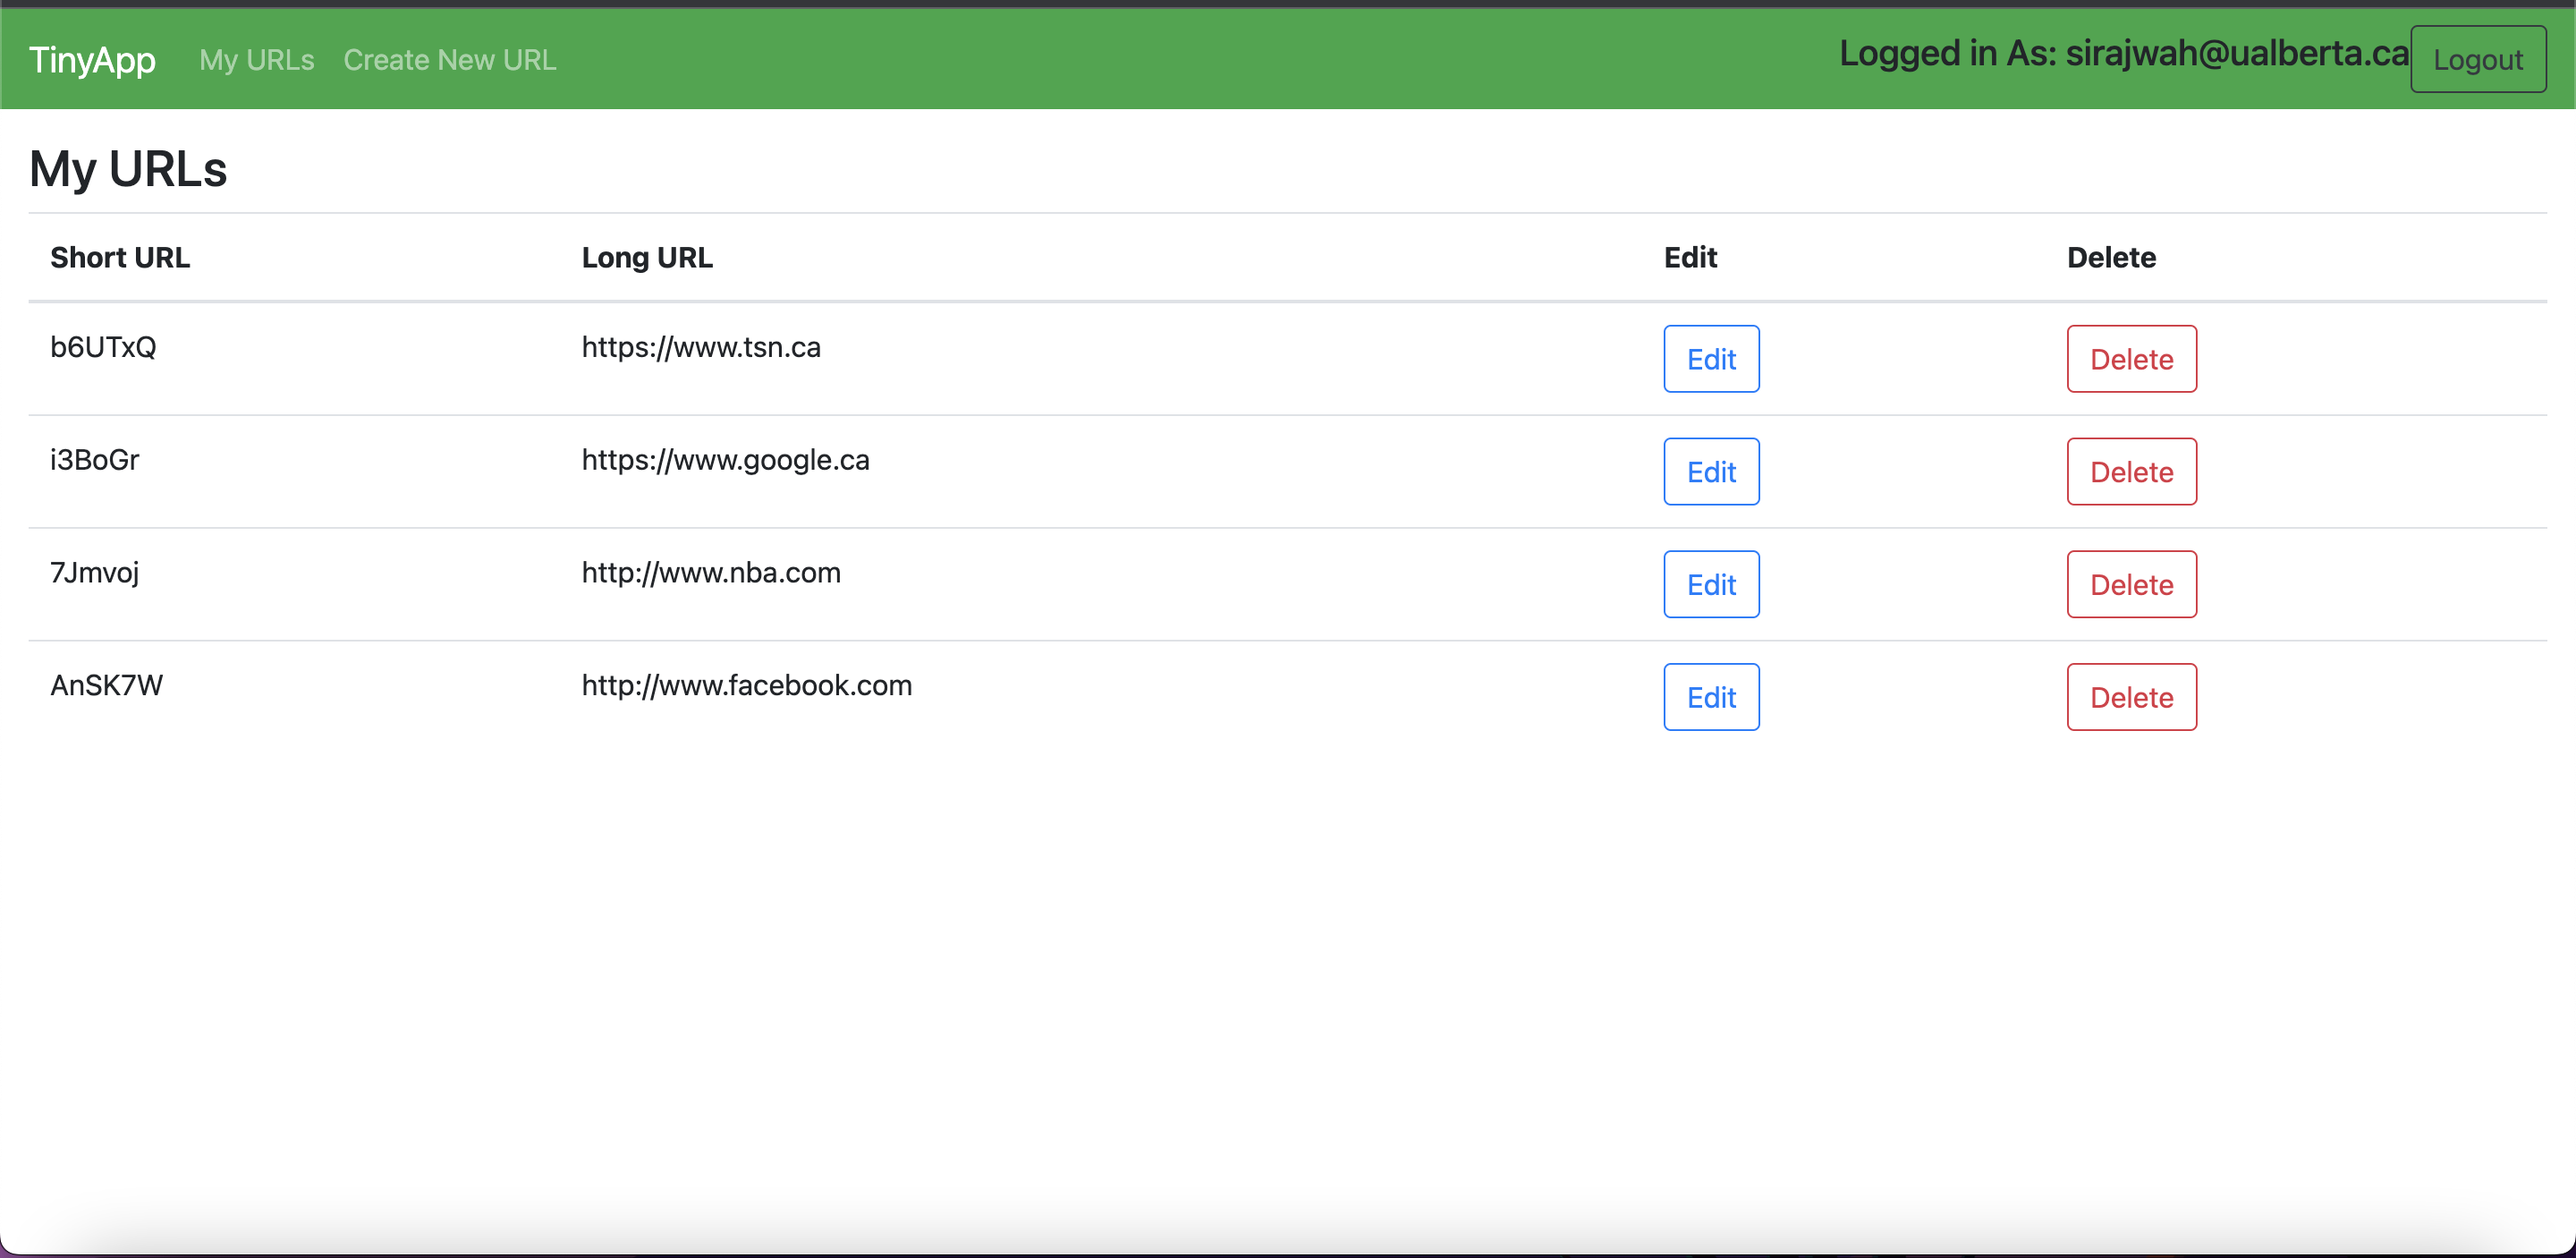 TinyApp My URLs Create New URL Logged in As: sirajwah@ualberta.ca Logout
My URLs
Short URL Long URL Edit Delete
b6UTxQ https://www.tsn.ca Edit Delete
i3BoGr https://www.google.ca Edit Delete
7Jmvoj http://www.nba.com Edit Delete
AnSK7W http://www.facebook.com Edit Delete